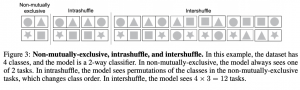 Non-mutually-
exclusive
Intrashuffle
Intershuffle
Figure 3: Non-mutually-exclusive, intrashuffle, and intershuffle. In this example, the dataset has
4 classes, and the model is a 2-way classifier. In non-mutually-exclusive, the model always sees one
of 2 tasks. In intrashuffle, the model sees permutations of the classes in the non-mutually-exclusive
tasks, which changes class order. In intershuffle, the model sees 4 × 3 = 12 tasks.